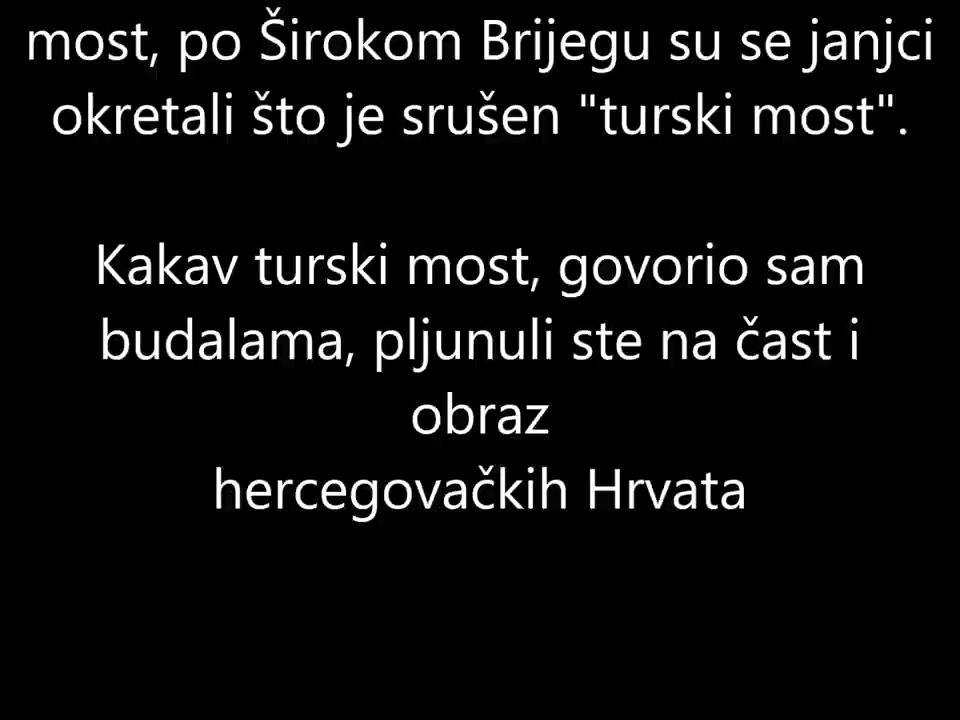 most, po Širokom Brijegu su se janjci
okretali što je srušen "turski most".
Kakav turski most, govorio sam
budalama, pljunuli ste na čast i
obraz
hercegovačkih Hrvata